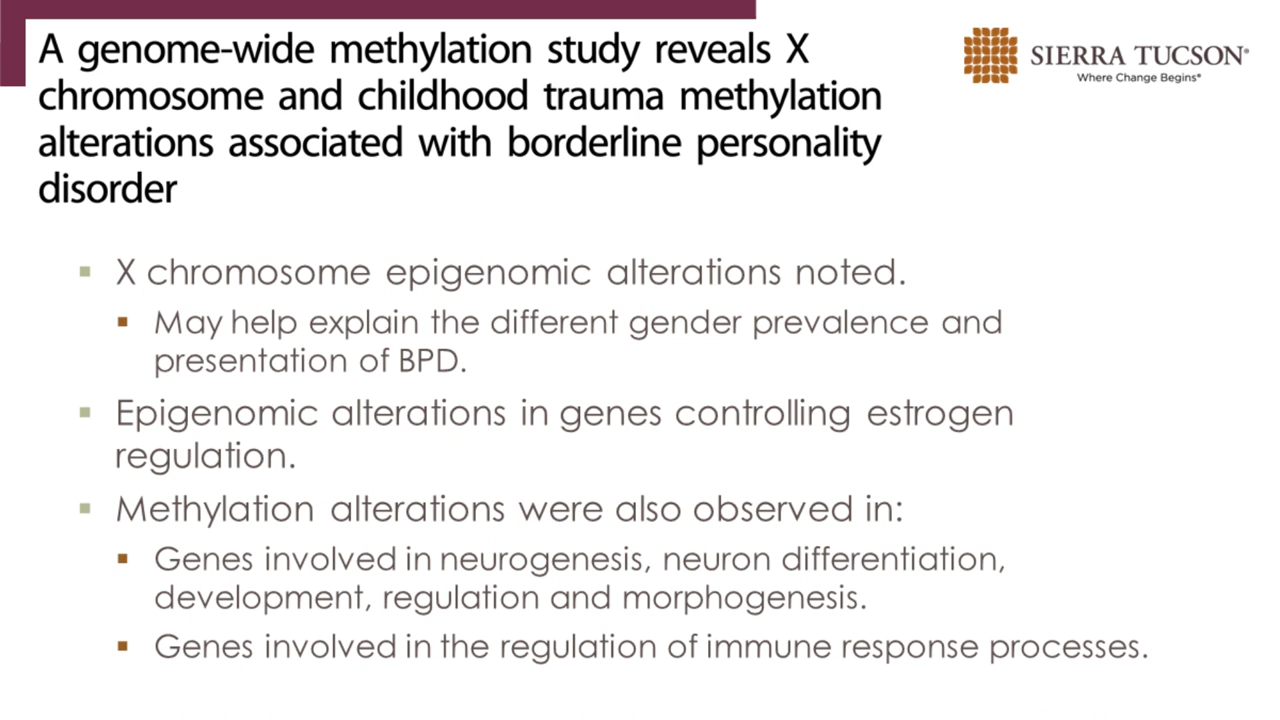 A genome-wide methylation study reveals X
chromosome and childhood trauma methylation
alterations associated with borderline personality
disorder
SIERRA TUCSON®
Where Change Begins®
▪ X chromosome epigenomic alterations noted.
▪ May help explain the different gender prevalence and
presentation of BPD.
▪ Epigenomic alterations in genes controlling estrogen
regulation.
▪ Methylation alterations were also observed in:
▪ Genes involved in neurogenesis, neuron differentiation,
development, regulation and morphogenesis.
▪ Genes involved in the regulation of immune response processes.